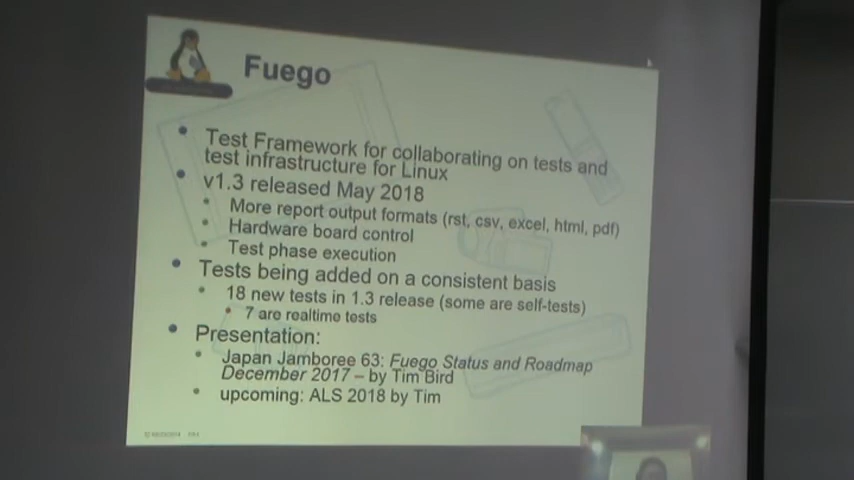 Fuego
Test Framework for collaborating on tests and
test infrastructure for Linux
v1.3 released May 2018
More report output formats (rst, csv, excel, html, pdf)
Hardware board control
Test phase execution
Tests being added on a consistent basis
18 new tests in 1.3 release (some are self-tests)
7 are realtime tests
Presentation:
Japan Jamboree 63: Fuego Status and Roadmap
December 2017 – by Tim Bird
upcoming: ALS 2018 by Tim